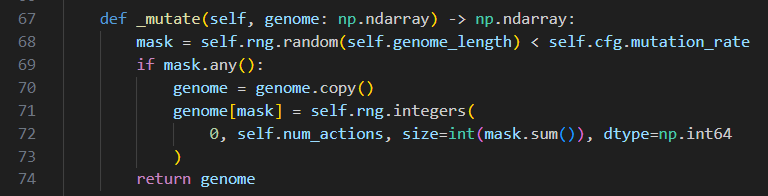 67 def _mutate(self, genome: np.ndarray) -> np.ndarray:
68 mask = self.rng.random(self.genome_length) < self.cfg.mutation_rate
69 if mask.any():
70 genome = genome.copy()
71 genome[mask] = self.rng.integers(
72 0, self.num_actions, size=int(mask.sum()), dtype=np.int64
73 )
74 return genome